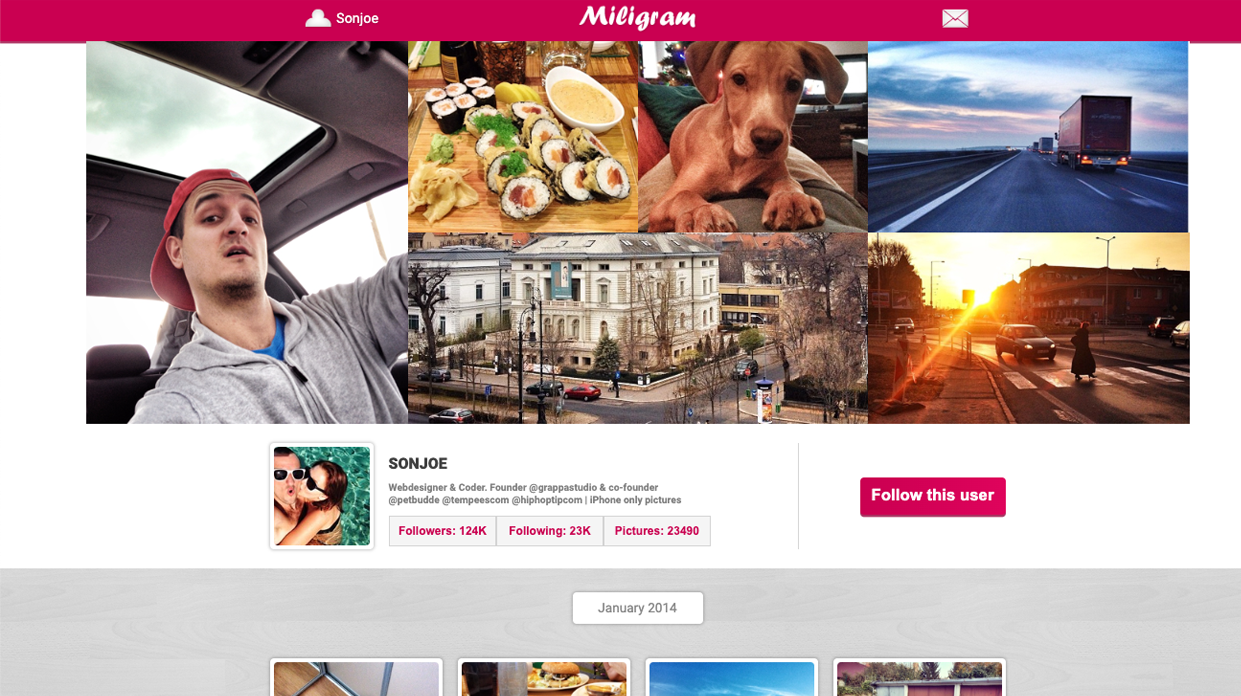 Sonjoe
Miligram
SONJOE
Webdesigner & Coder. Founder @grappastudio & co-founder
@petbudde @tempeescom @hiphopticom | iPhone only pictures
Followers: 124K
Following: 23K
Pictures: 23490
Follow this user
January 2014